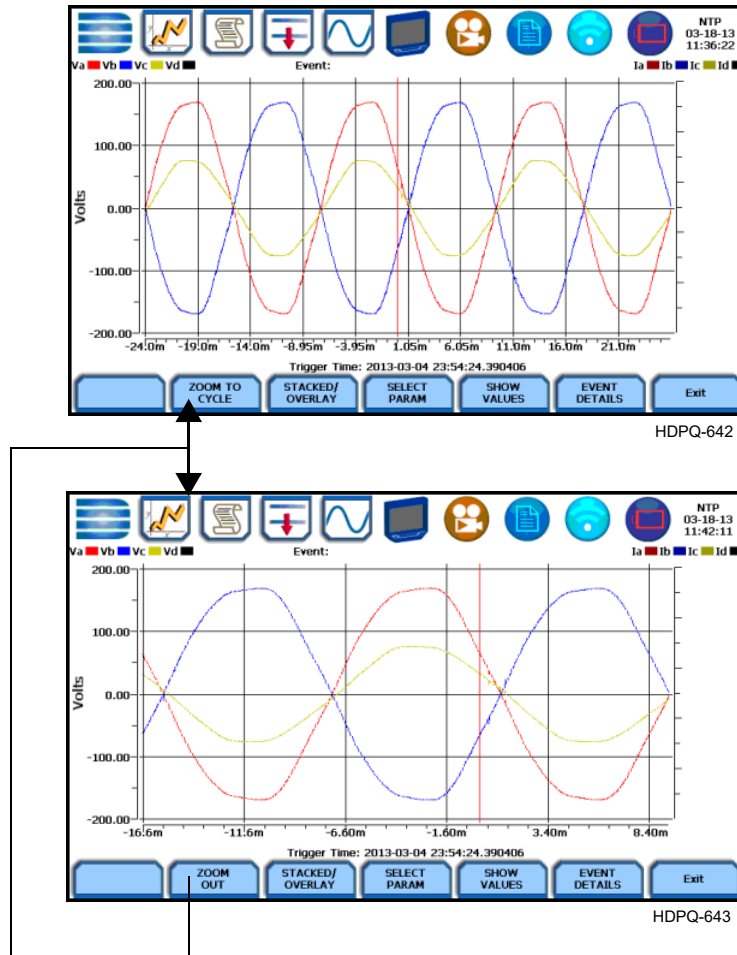 NTP
03-18-13
11:36:22
Va Vb Vc Vd Event: Ia Ib Ic Id
200.00
100.00
0.00
-100.00
-200.00
Volts
-24.0m -19.0m -14.0m -8.95m -3.95m 1.05m 6.05m 11.0m 16.0m 21.0m
Trigger Time: 2013-03-04 23:54:24.390406
ZOOM TO CYCLE STACKED/ OVERLAY SELECT PARAM SHOW VALUES EVENT DETAILS Exit
HDPQ-642
NTP
03-18-13
11:42:11
Va Vb Vc Vd Event: Ia Ib Ic Id
200.00
100.00
0.00
-100.00
-200.00
Volts
-16.6m -11.6m -6.60m -1.60m 3.40m 8.40m
Trigger Time: 2013-03-04 23:54:24.390406
ZOOM OUT STACKED/ OVERLAY SELECT PARAM SHOW VALUES EVENT DETAILS Exit
HDPQ-643